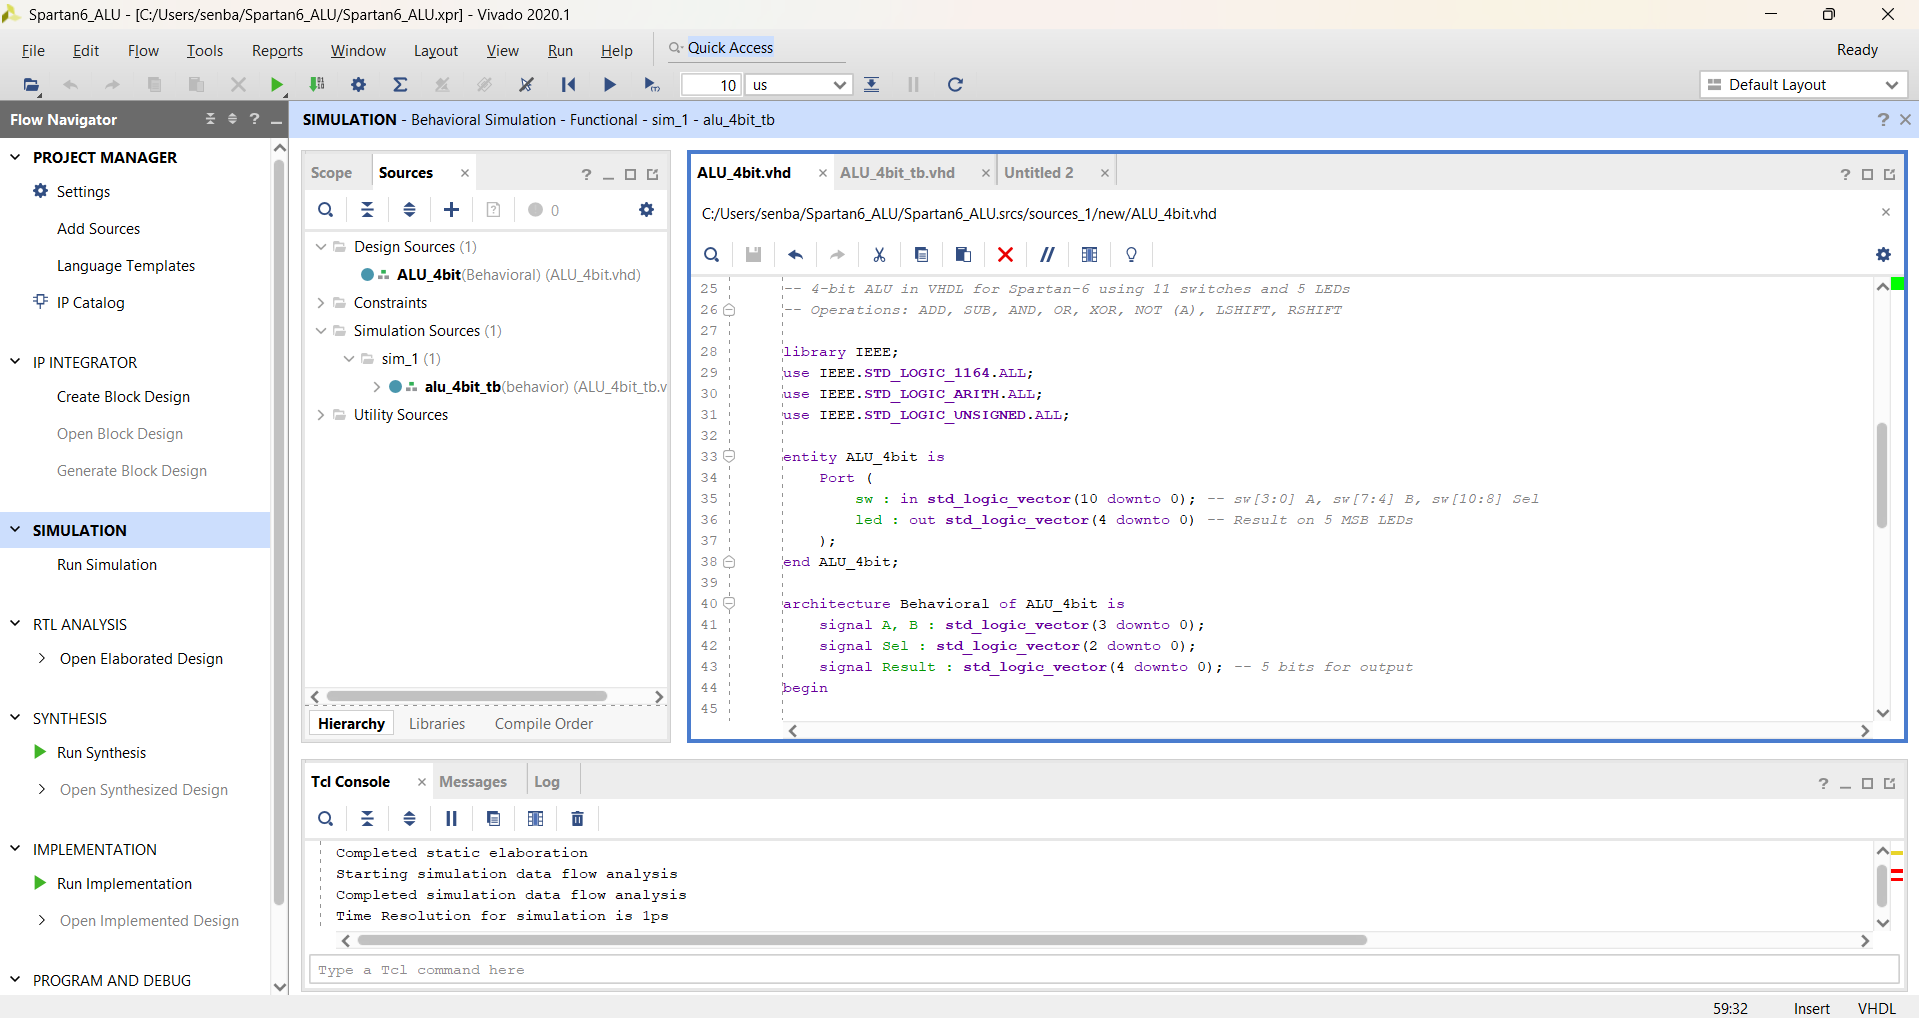 Spartan6_ALU - [C:/Users/senba/Spartan6_ALU/Spartan6_ALU.xpr] - Vivado 2020.1
File Edit Flow Tools Reports Window Layout View Run Help Quick Access Ready
10 us Default Layout
Flow Navigator
SIMULATION - Behavioral Simulation - Functional - sim_1 - alu_4bit_tb
PROJECT MANAGER
Settings
Add Sources
Language Templates
IP Catalog
IP INTEGRATOR
Create Block Design
Open Block Design
Generate Block Design
SIMULATION
Run Simulation
RTL ANALYSIS
Open Elaborated Design
SYNTHESIS
Run Synthesis
Open Synthesized Design
IMPLEMENTATION
Run Implementation
Open Implemented Design
PROGRAM AND DEBUG
Scope Sources
0
Design Sources (1)
ALU_4bit(Behavioral) (ALU_4bit.vhd)
Constraints
Simulation Sources (1)
sim_1 (1)
alu_4bit_tb(behavior) (ALU_4bit_tb.v
Utility Sources
Hierarchy Libraries Compile Order
ALU_4bit.vhd ALU_4bit_tb.vhd Untitled 2
C:/Users/senba/Spartan6_ALU/Spartan6_ALU.srcs/sources_1/new/ALU_4bit.vhd
25 -- 4-bit ALU in VHDL for Spartan-6 using 11 switches and 5 LEDs
26 -- Operations: ADD, SUB, AND, OR, XOR, NOT (A), LSHIFT, RSHIFT
27
28 library IEEE;
29 use IEEE.STD_LOGIC_1164.ALL;
30 use IEEE.STD_LOGIC_ARITH.ALL;
31 use IEEE.STD_LOGIC_UNSIGNED.ALL;
32
33 entity ALU_4bit is
34 Port (
35 sw : in std_logic_vector(10 downto 0); -- sw[3:0] A, sw[7:4] B, sw[10:8] Sel
36 led : out std_logic_vector(4 downto 0) -- Result on 5 MSB LEDs
37 );
38 end ALU_4bit;
39
40 architecture Behavioral of ALU_4bit is
41 signal A, B : std_logic_vector(3 downto 0);
42 signal Sel : std_logic_vector(2 downto 0);
43 signal Result : std_logic_vector(4 downto 0); -- 5 bits for output
44 begin
45
Tcl Console Messages Log
Completed static elaboration
Starting simulation data flow analysis
Completed simulation data flow analysis
Time Resolution for simulation is 1ps
Type a Tcl command here
59:32 Insert VHDL